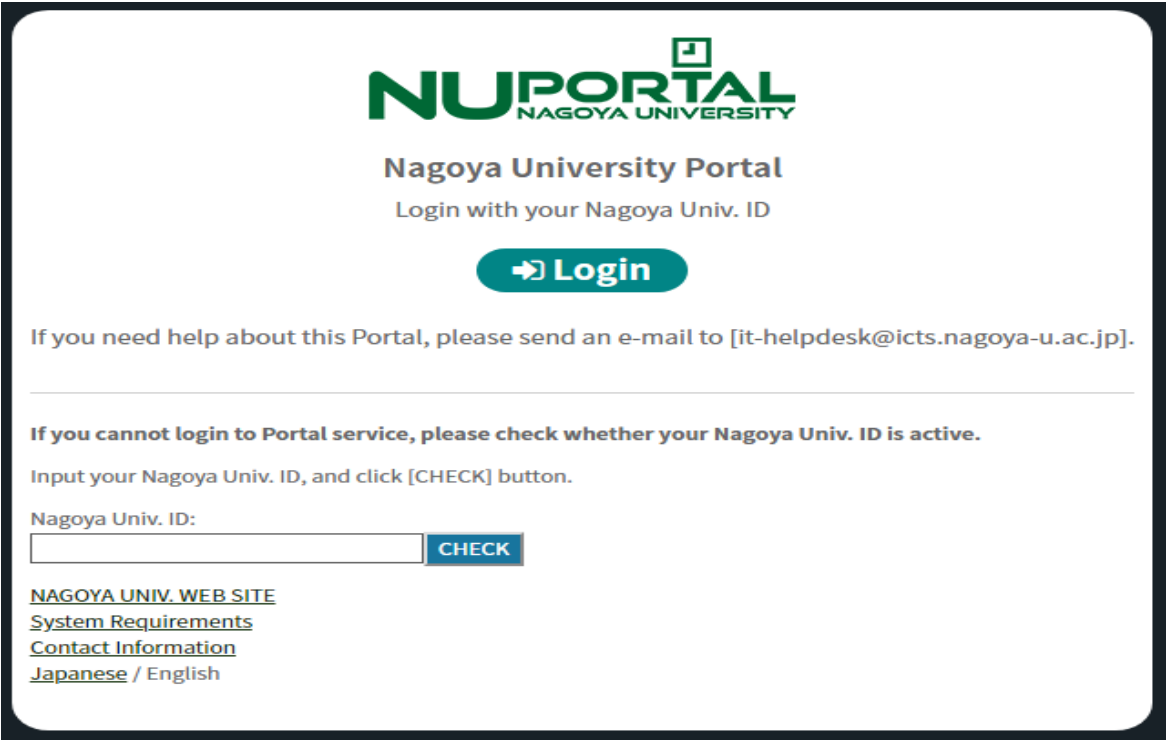 NUPORTAL
NAGOYA UNIVERSITY
Nagoya University Portal
Login with your Nagoya Univ. ID
Login
If you need help about this Portal, please send an e-mail to [it-helpdesk@icts.nagoya-u.ac.jp].
If you cannot login to Portal service, please check whether your Nagoya Univ. ID is active.
Input your Nagoya Univ. ID, and click [CHECK] button.
Nagoya Univ. ID:
CHECK
NAGOYA UNIV. WEB SITE
System Requirements
Contact Information
Japanese / English